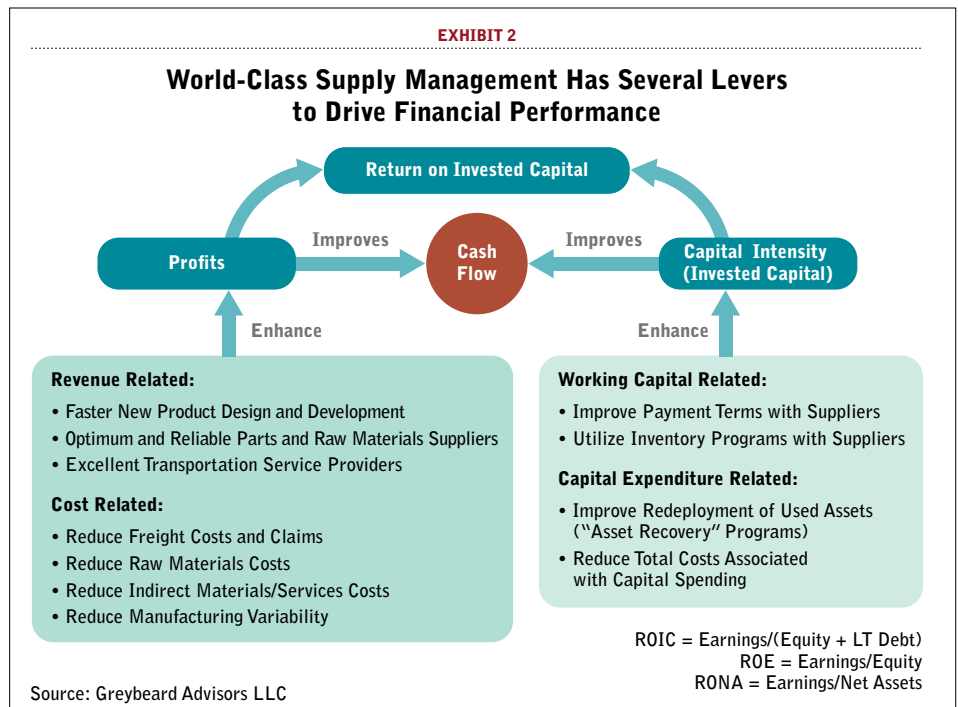 EXHIBIT 2
World-Class Supply Management Has Several Levers
to Drive Financial Performance
Return on Invested Capital
Profits
Improves
Cash
Flow
Improves
Capital Intensity
(Invested Capital)
Enhance
Enhance
Revenue Related:
• Faster New Product Design and Development
• Optimum and Reliable Parts and Raw Materials Suppliers
• Excellent Transportation Service Providers
Cost Related:
• Reduce Freight Costs and Claims
• Reduce Raw Materials Costs
• Reduce Indirect Materials/Services Costs
• Reduce Manufacturing Variability
Working Capital Related:
• Improve Payment Terms with Suppliers
• Utilize Inventory Programs with Suppliers
Capital Expenditure Related:
• Improve Redeployment of Used Assets
("Asset Recovery" Programs)
• Reduce Total Costs Associated
with Capital Spending
ROIC = Earnings/(Equity + LT Debt)
ROE = Earnings/Equity
RONA = Earnings/Net Assets
Source: Greybeard Advisors LLC